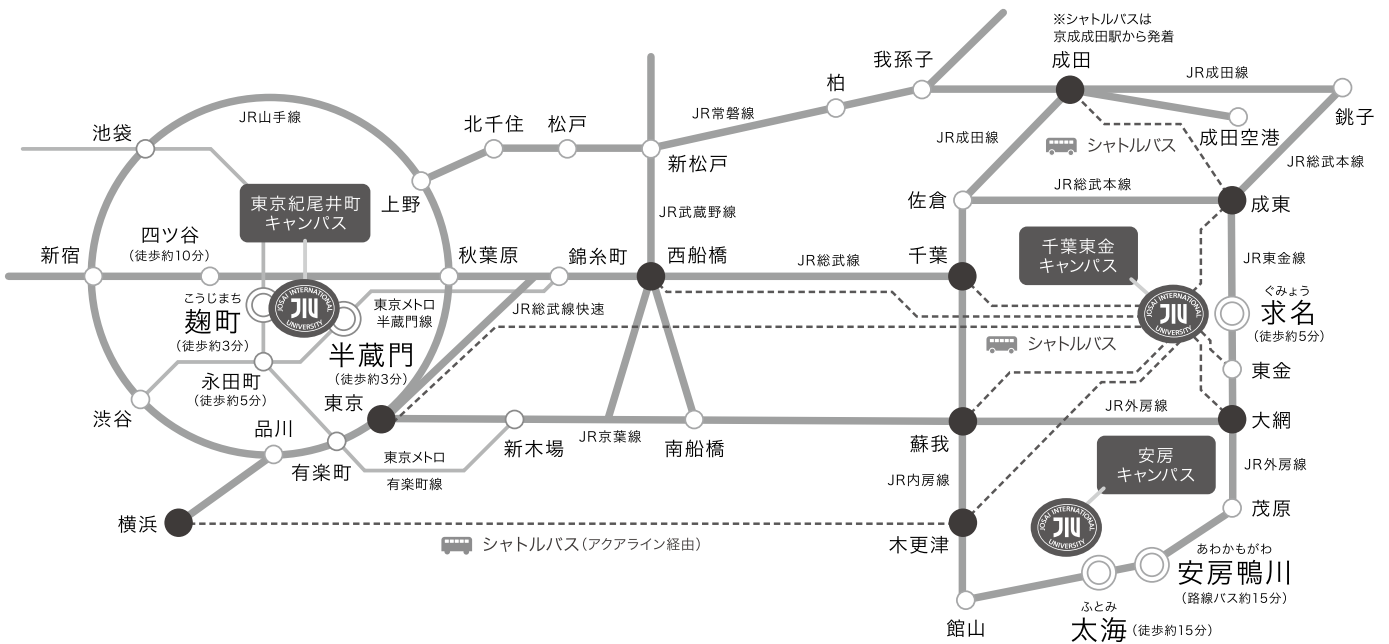 ※シャトルバスは
京成成田駅から発着
成田
JR成田線
我孫子
柏
JR常磐線
銚子
成田空港
JR山手線
池袋
北千住
松戸
新松戸
JR成田線
シャトルバス
JR総武本線
JR総武本線
東京紀尾井町
キャンパス
上野
佐倉
成東
JR武蔵野線
四ツ谷
(徒歩約10分)
新宿
秋葉原
錦糸町
西船橋
JR総武線
千葉
千葉東金
キャンパス
JR東金線
こうじまち
麹町
(徒歩約3分)
JOSAI INTERNATIONAL
JIU
UNIVERSITY
東京メトロ
半蔵門線
JR総武線快速
JOSAI INTERNATIONAL
JIU
UNIVERSITY
ぐみょう
求名
(徒歩約5分)
半蔵門
(徒歩約3分)
シャトルバス
永田町
(徒歩約5分)
東金
渋谷
東京
品川
有楽町
東京メトロ
有楽町線
新木場
JR京葉線
南船橋
蘇我
JR外房線
大網
JR内房線
安房
キャンパス
JR外房線
横浜
シャトルバス(アクアライン経由)
木更津
JOSAI INTERNATIONAL
JIU
UNIVERSITY
茂原
あわかもがわ
安房鴨川
(路線バス約15分)
館山
ふとみ
太海(徒歩約15分)